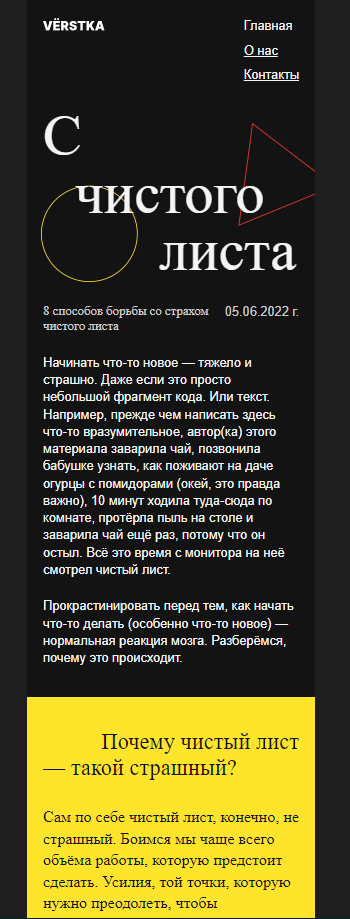 VЁRSTKA
Главная
О нас
Контакты
С
чистого
листа
8 способов борьбы со страхом
чистого листа
05.06.2022 г.
Начинать что-то новое — тяжело и
страшно. Даже если это просто
небольшой фрагмент кода. Или текст.
Например, прежде чем написать здесь
что-то вразумительное, автор(ка) этого
материала заварила чай, позвонила
бабушке узнать, как поживают на даче
огурцы с помидорами (окей, это правда
важно), 10 минут ходила туда-сюда по
комнате, протёрла пыль на столе и
заварила чай ещё раз, потому что он
остыл. Всё это время с монитора на неё
смотрел чистый лист.
Прокрастинировать перед тем, как начать
что-то делать (особенно что-то новое) —
нормальная реакция мозга. Разберёмся,
почему это происходит.
Почему чистый лист
— такой страшный?
Сам по себе чистый лист, конечно, не
страшный. Боимся мы чаще всего
объёма работы, которую предстоит
сделать. Усилия, той точки, которую
нужно преодолеть, чтобы